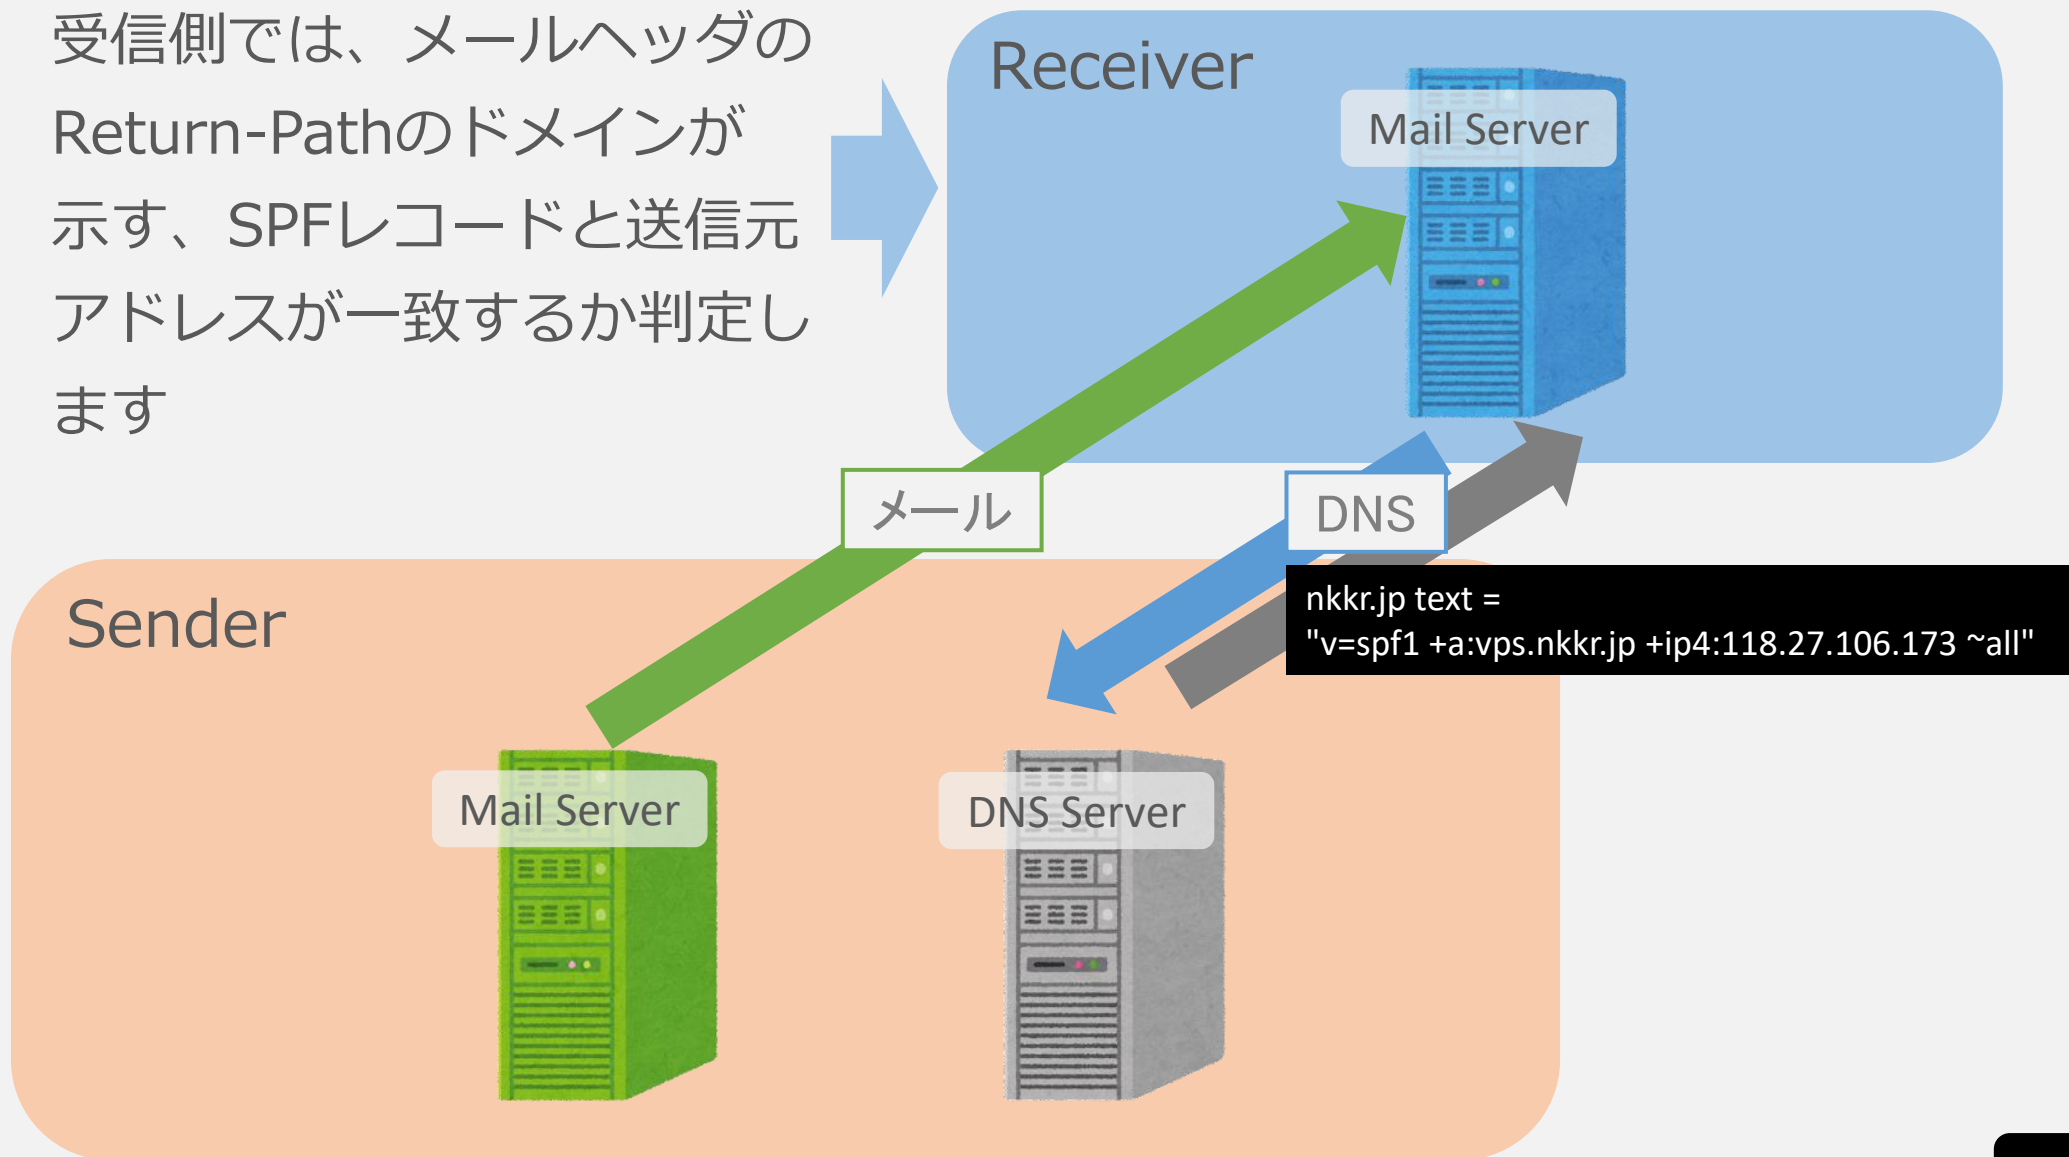 受信側では、メールヘッダの
Return-Pathのドメインが
示す、SPFレコードと送信元
アドレスが一致するか判定し
ます
Receiver
Mail Server
メール
DNS
nkkr.jp text =
"v=spf1 +a:vps.nkkr.jp +ip4:118.27.106.173 ~all"
Sender
Mail Server
DNS Server